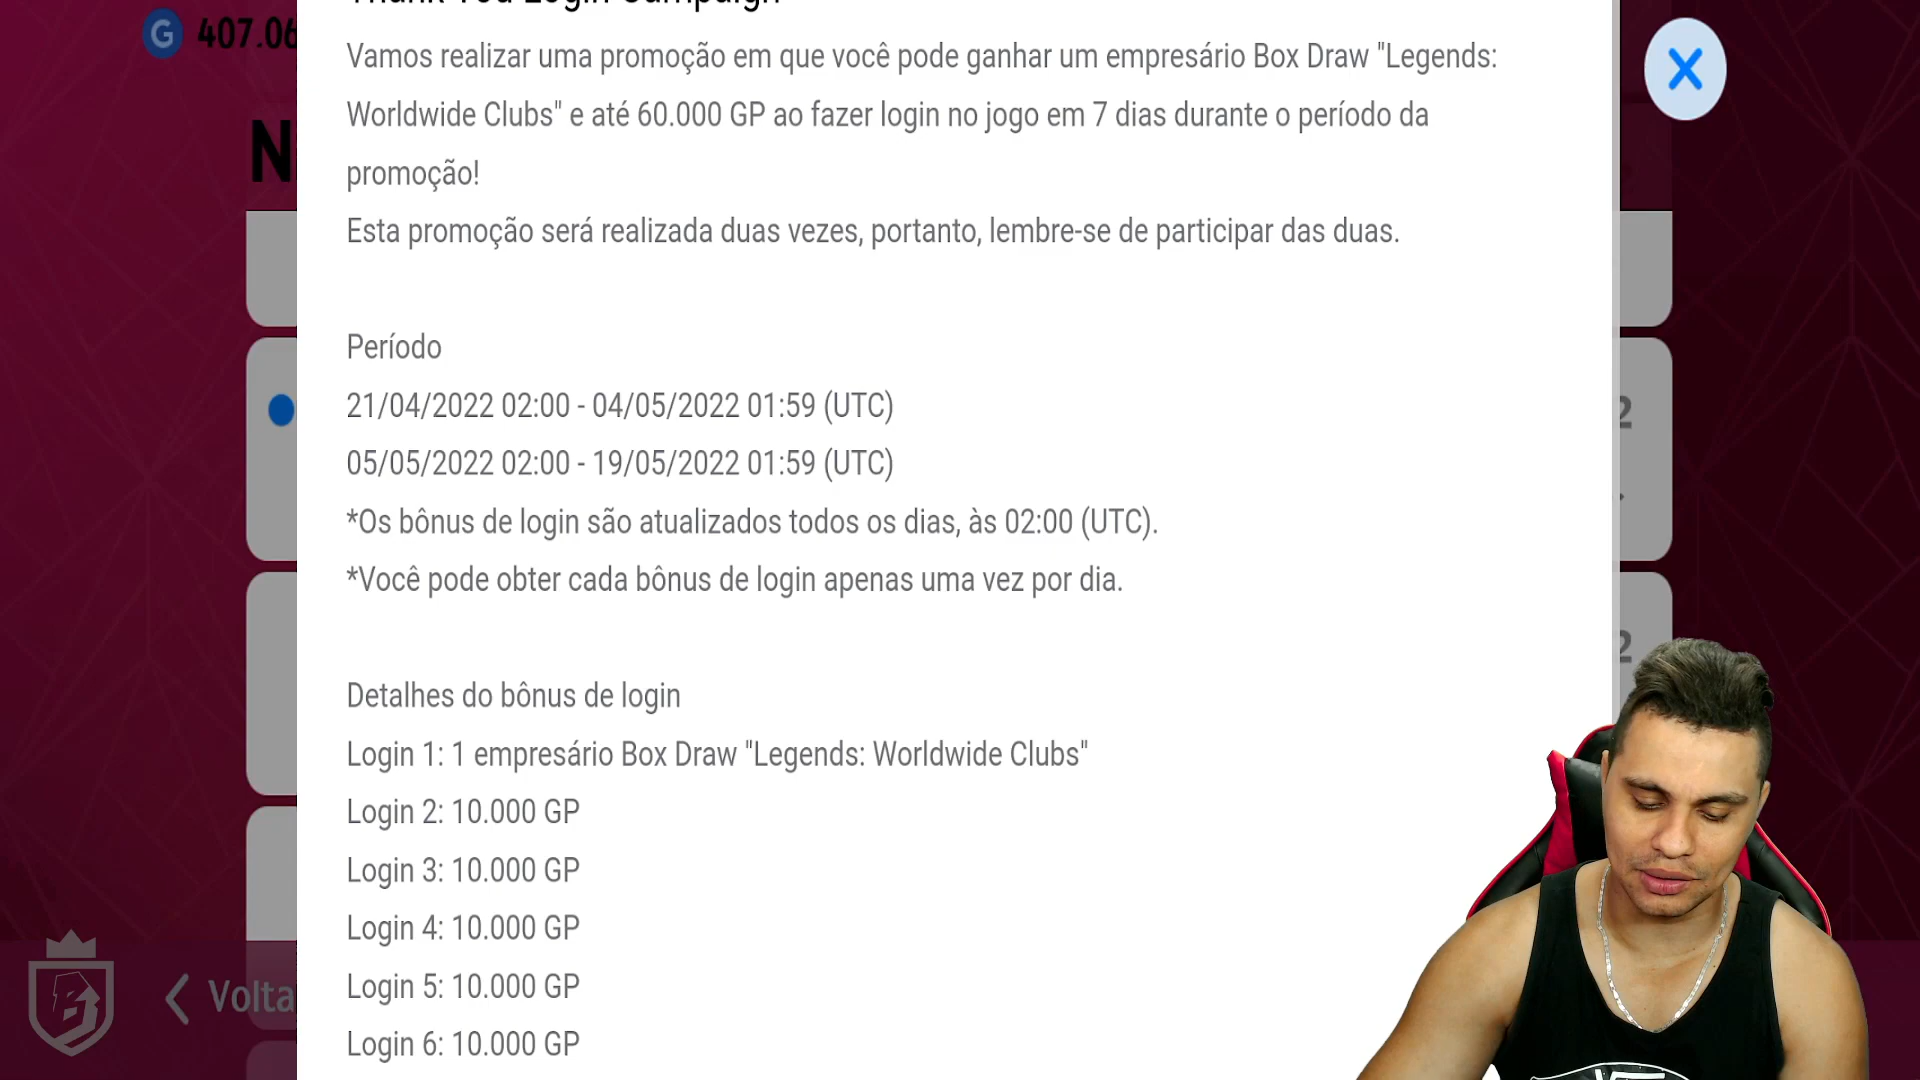 Thank You Login Campaign
407.06
Vamos realizar uma promoção em que você pode ganhar um empresário Box Draw "Legends:
Worldwide Clubs" e até 60.000 GP ao fazer login no jogo em 7 dias durante o período da
promoção!
Esta promoção será realizada duas vezes, portanto, lembre-se de participar das duas.
Período
21/04/2022 02:00 - 04/05/2022 01:59 (UTC)
05/05/2022 02:00 - 19/05/2022 01:59 (UTC)
*Os bônus de login são atualizados todos os dias, às 02:00 (UTC).
*Você pode obter cada bônus de login apenas uma vez por dia.
Detalhes do bônus de login
Login 1: 1 empresário Box Draw "Legends: Worldwide Clubs"
Login 2: 10.000 GP
Login 3: 10.000 GP
Login 4: 10.000 GP
Login 5: 10.000 GP
Volta
Login 6: 10.000 GP